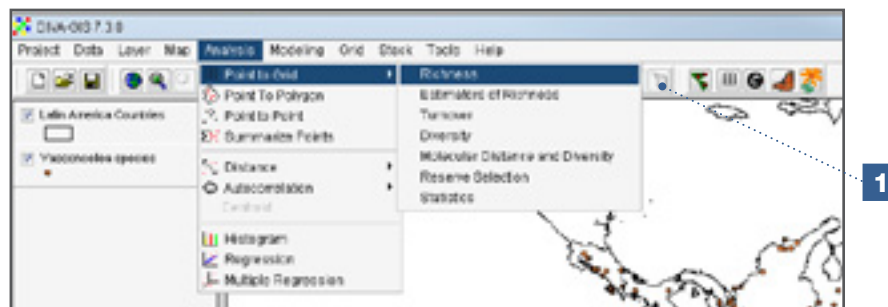 DIVA-GIS 7.3.0
Project Data Layer Map Analysis Modeling Grid Stack Tools Help
Point to Grid
Point To Polygon
Point to Point
Summarize Points
Distance
Autocorrelation
Centroid
Histogram
Regression
Multiple Regression
Richness
Estimators of Richness
Turnover
Diversity
Molecular Distance and Diversity
Reserve Selection
Statistics
Latin America Countries
Vasconcellea species
1